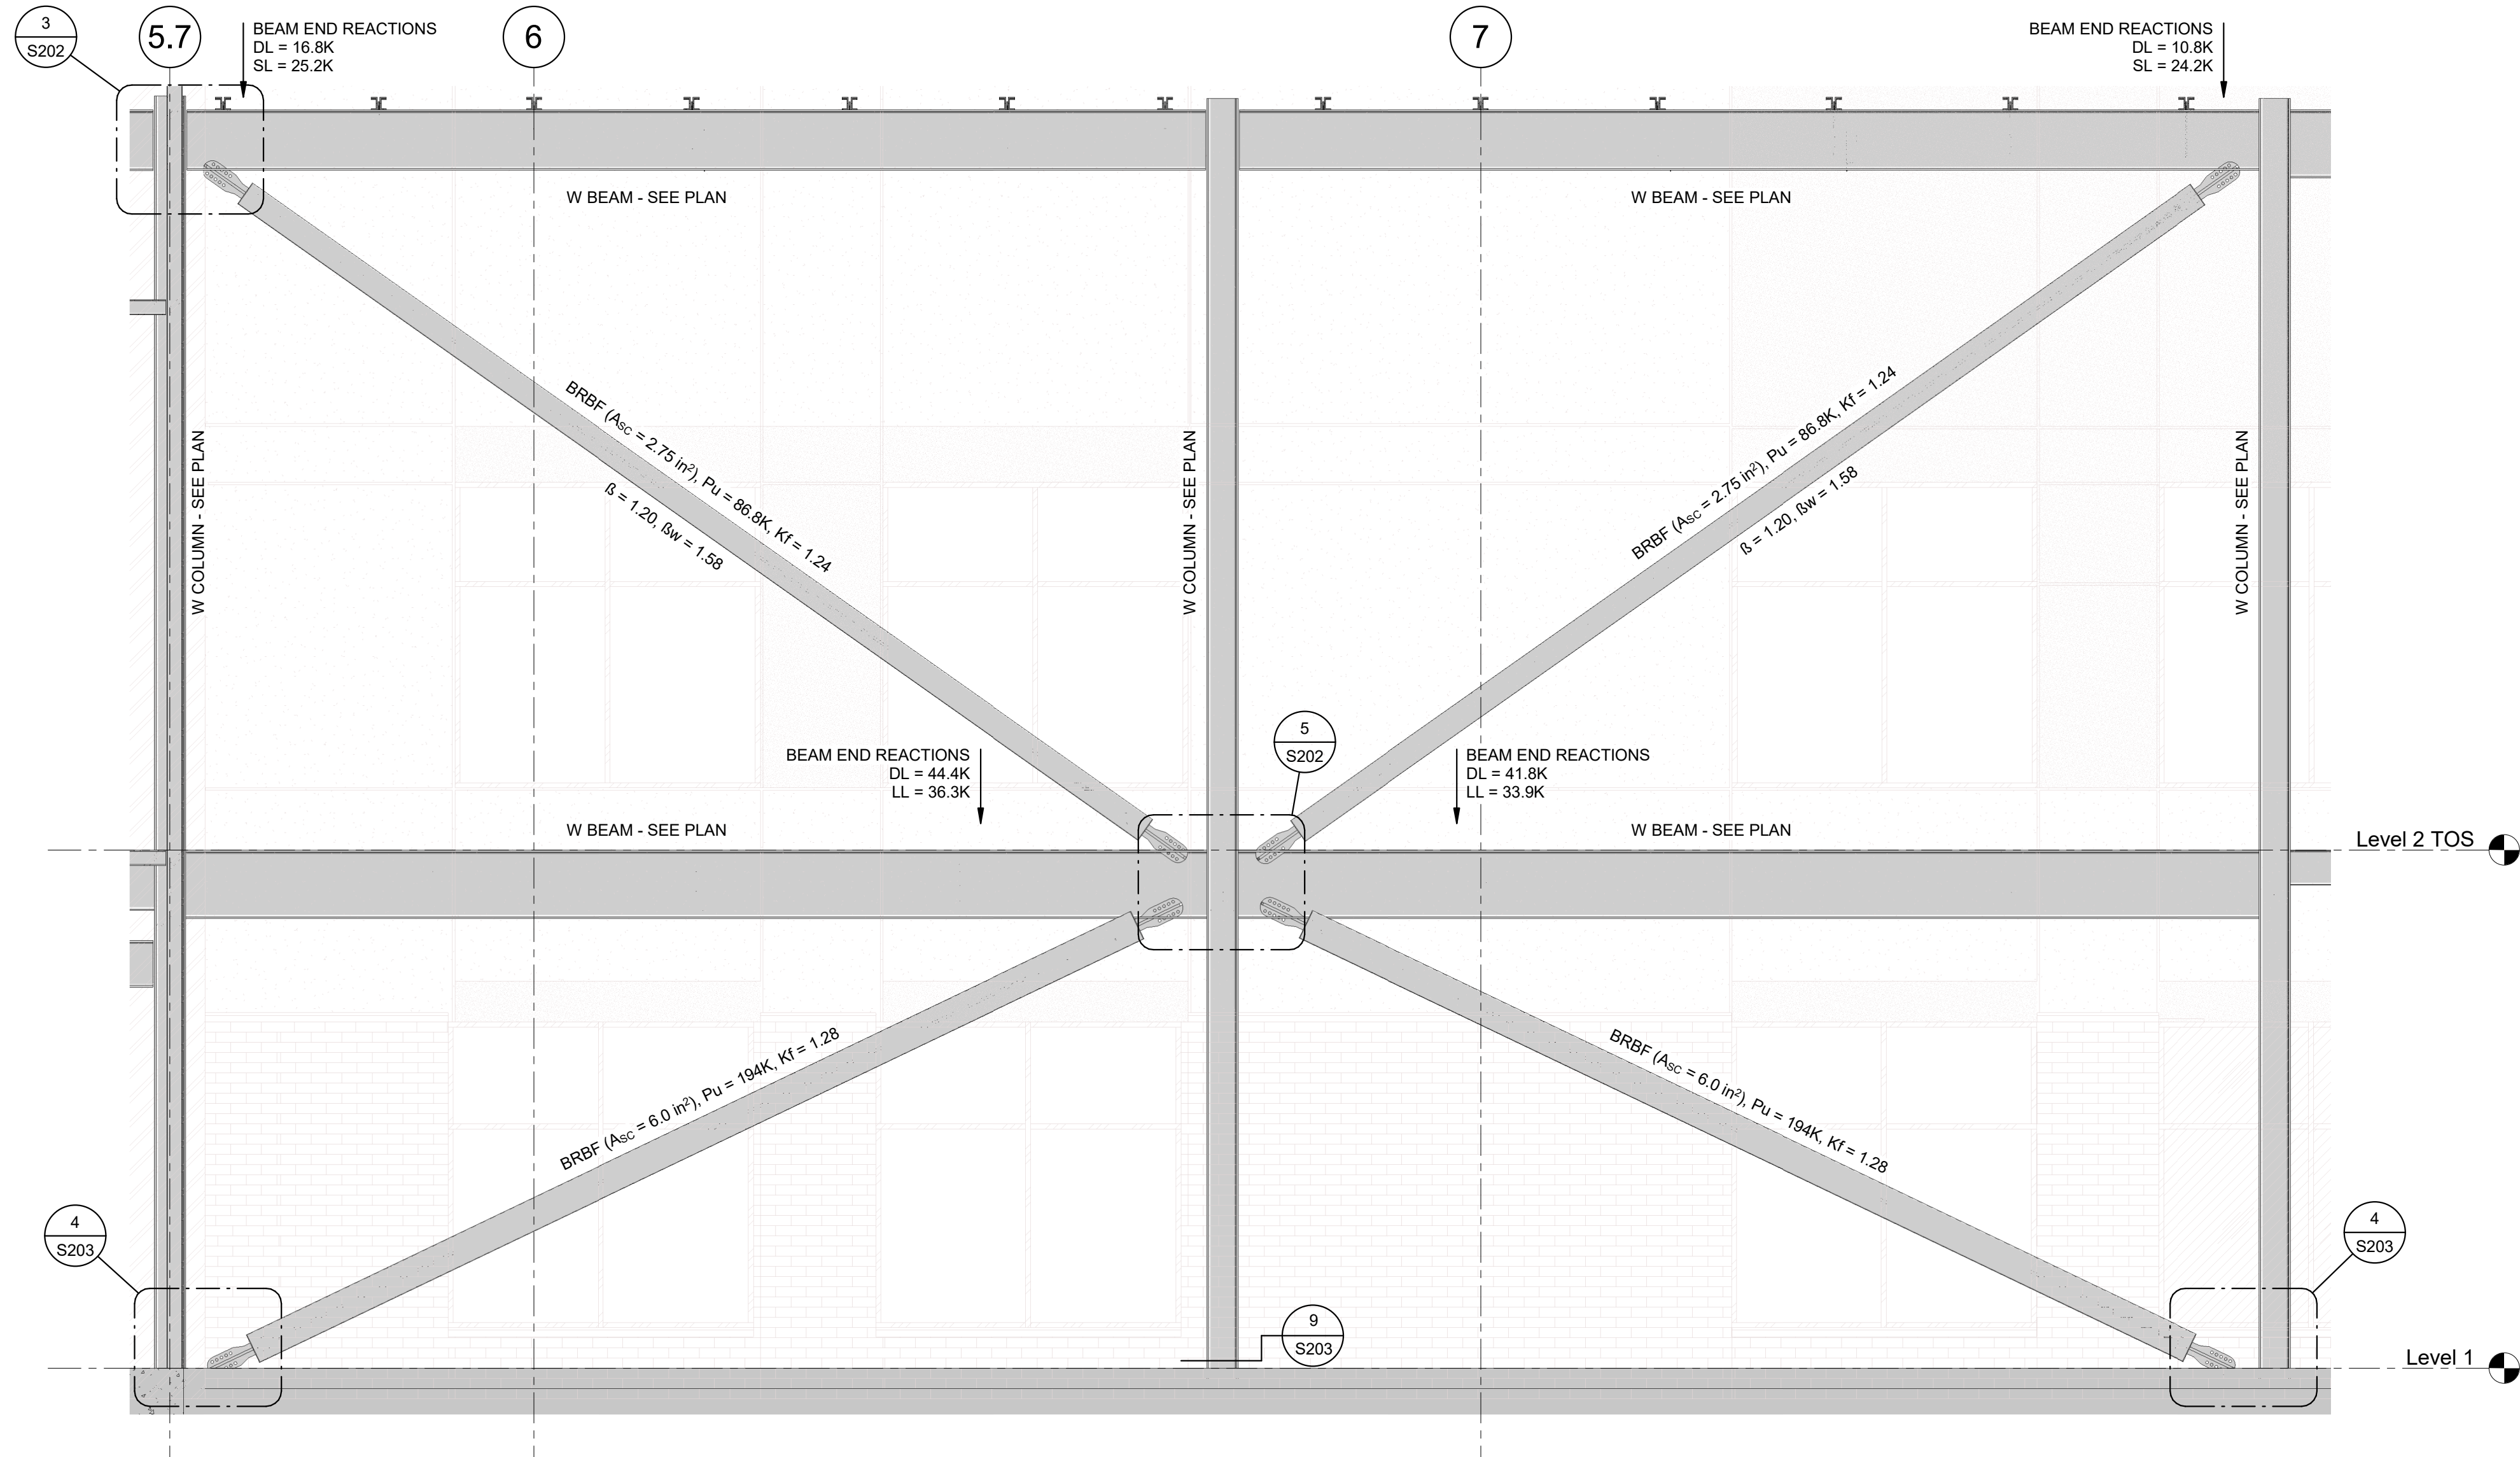 3
S202
5.7
BEAM END REACTIONS
DL = 16.8K
SL = 25.2K
6
7
BEAM END REACTIONS
DL = 10.8K
SL = 24.2K
W BEAM - SEE PLAN
W BEAM - SEE PLAN
W COLUMN - SEE PLAN
BRBF (ASC = 2.75 in²), Pu = 86.8K, Kf = 1.24
ß = 1.20, ßw = 1.58
W COLUMN - SEE PLAN
BRBF (ASC = 2.75 in²), Pu = 86.8K, Kf = 1.24
ß = 1.20, ßw = 1.58
W COLUMN - SEE PLAN
BEAM END REACTIONS
DL = 44.4K
LL = 36.3K
5
S202
BEAM END REACTIONS
DL = 41.8K
LL = 33.9K
W BEAM - SEE PLAN
W BEAM - SEE PLAN
Level 2 TOS
BRBF (ASC = 6.0 in²), Pu = 194K, Kf = 1.28
BRBF (ASC = 6.0 in²), Pu = 194K, Kf = 1.28
4
S203
4
S203
9
S203
Level 1